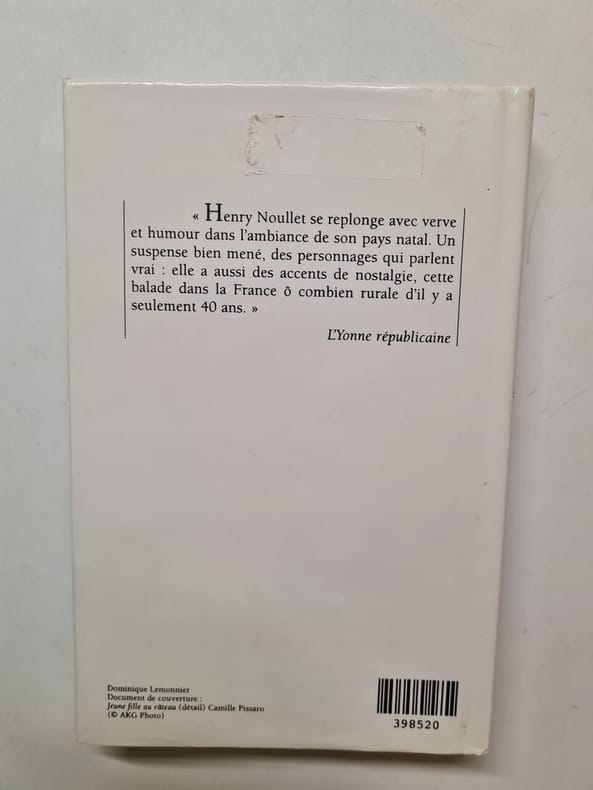 « Henry Noullet se replonge avec verve
et humour dans l'ambiance de son pays natal. Un
suspense bien mené, des personnages qui parlent
vrai : elle a aussi des accents de nostalgie, cette
balade dans la France ô combien rurale d'il y a
seulement 40 ans. »
L'Yonne républicaine
Dominique Lemonnier
Document de couverture :
Jeune fille au râteau (détail) Camille Pissaro
(© AKG Photo)
398520